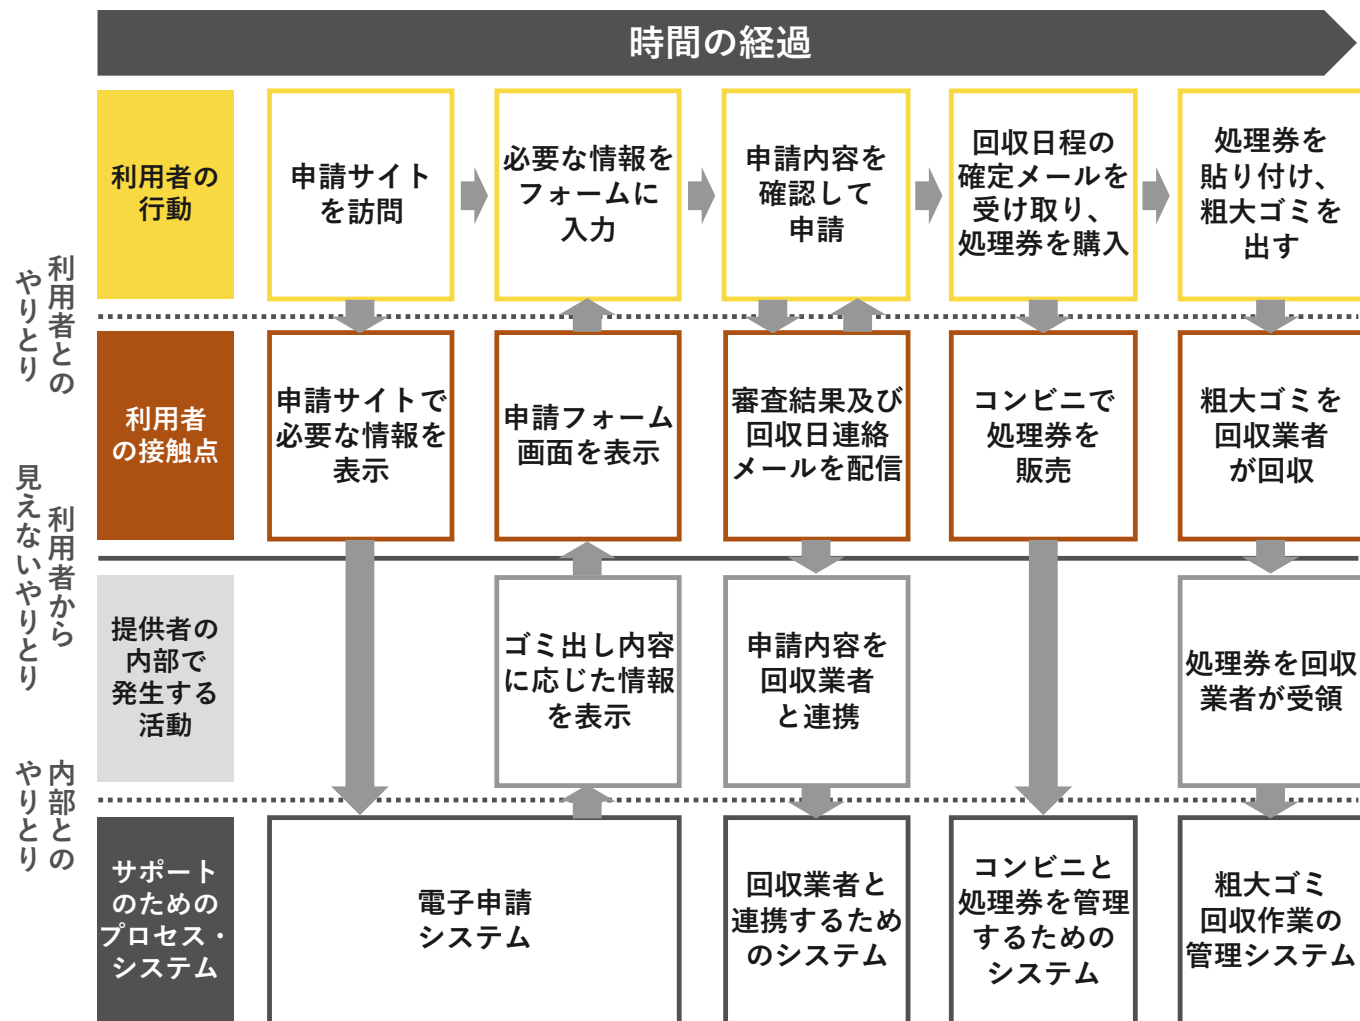 時間の経過
利用者の
行動
申請サイト
を訪問
必要な情報を
フォームに
入力
申請内容を
確認して
申請
回収日程の
確定メールを
受け取り、
処理券を購入
処理券を
貼り付け、
粗大ゴミを
出す
利用者との
やりとり
利用者
の接触点
申請サイトで
必要な情報を
表示
申請フォーム
画面を表示
審査結果及び
回収日連絡
メールを配信
コンビニで
処理券を
販売
粗大ゴミを
回収業者
が回収
利用者から
見えないやりとり
提供者の
内部で
発生する
活動
ゴミ出し内容
に応じた情報
を表示
申請内容を
回収業者
と連携
処理券を回収
業者が受領
内部との
やりとり
サポート
のための
プロセス・
システム
電子申請
システム
回収業者と
連携するため
のシステム
コンビニと
処理券を管理
するための
システム
粗大ゴミ
回収作業の
管理システム